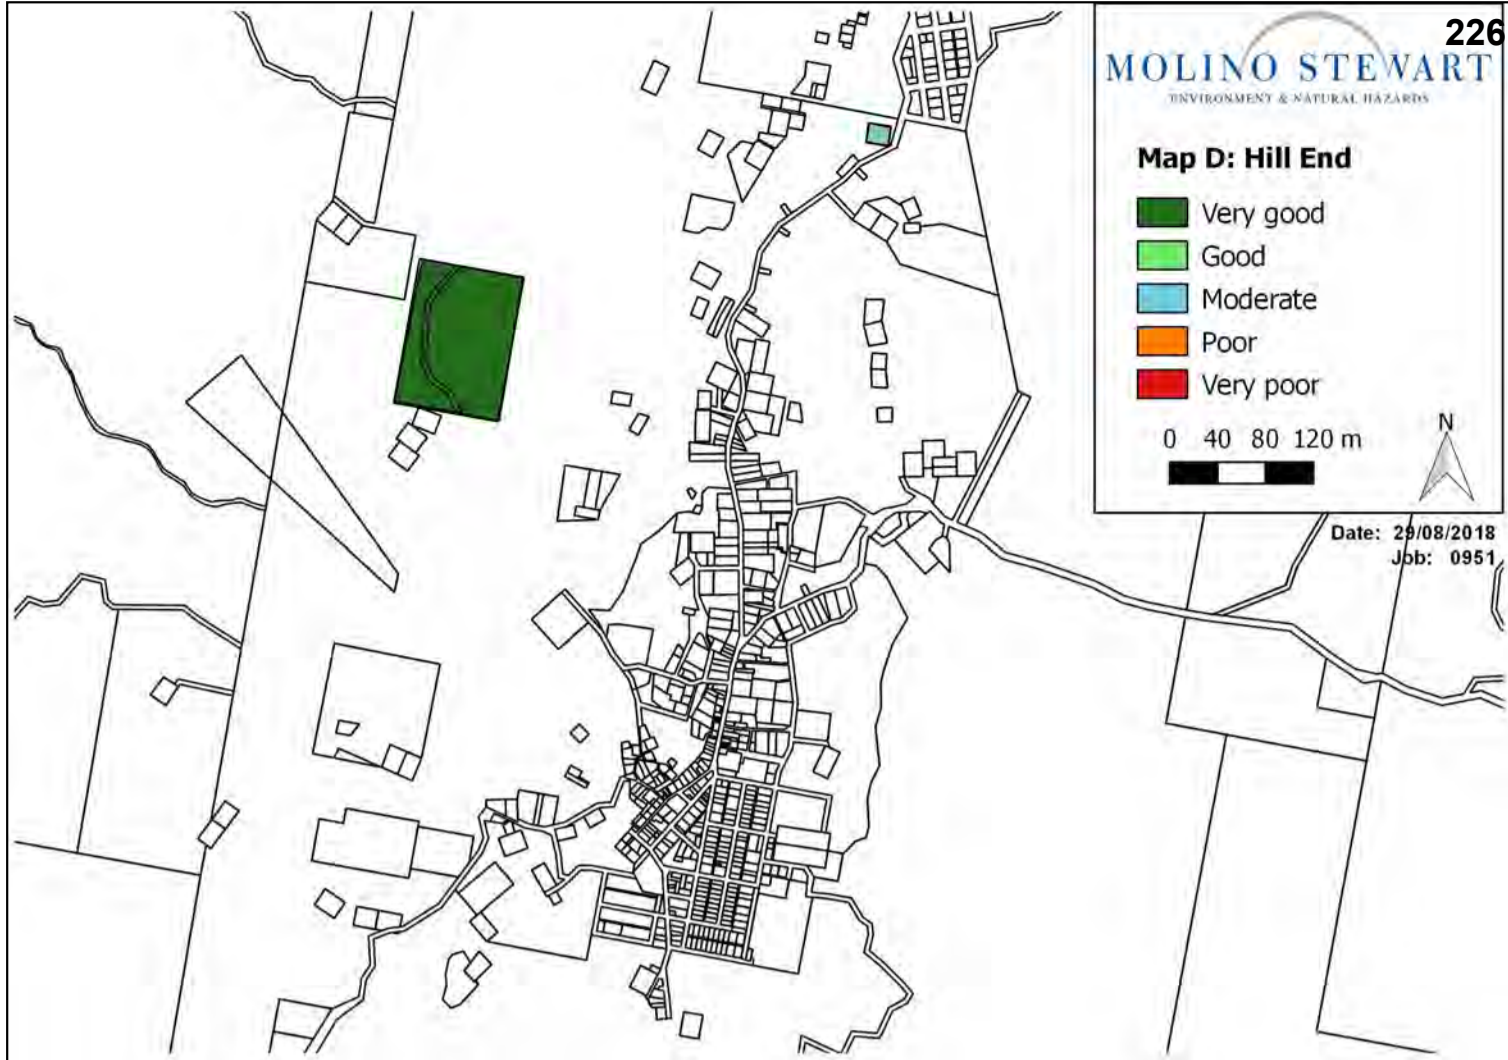 226
MOLINO STEWART
ENVIRONMENT & NATURAL HAZARDS
Map D: Hill End
Very good
Good
Moderate
Poor
Very poor
0 40 80 120 m
N
Date: 29/08/2018
Job: 0951